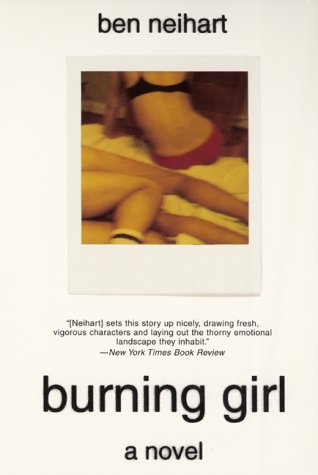 ben neihart
"[Neihart] sets this story up nicely, drawing fresh,
vigorous characters and laying out the thorny emotional
landscape they inhabit."
—New York Times Book Review
burning girl
a novel